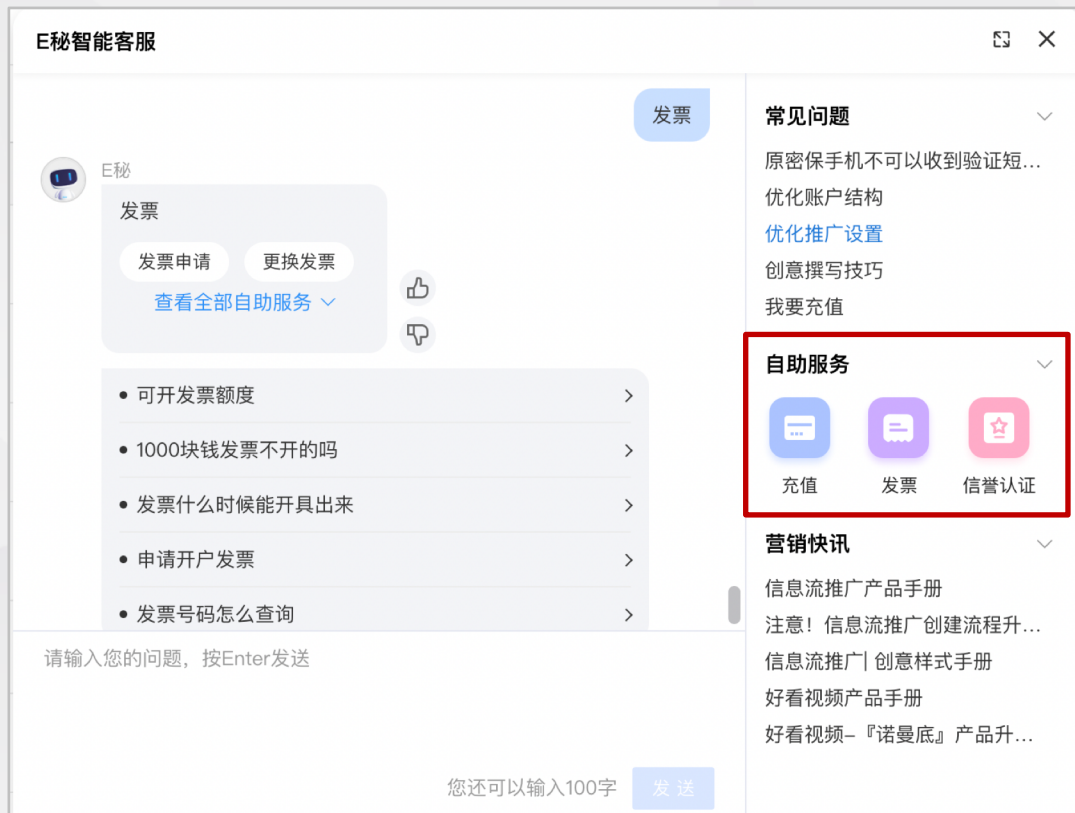 E秘智能客服
发票
E秘
发票
发票申请 更换发票
查看全部自助服务
可开发票额度
1000块钱发票不开的吗
发票什么时候能开具出来
申请开户发票
发票号码怎么查询
请输入您的问题，按Enter发送
您还可以输入100字 发 送
常见问题
原密保手机不可以收到验证短...
优化账户结构
优化推广设置
创意撰写技巧
我要充值
自助服务
充值 发票 信誉认证
营销快讯
信息流推广产品手册
注意！信息流推广创建流程升...
信息流推广| 创意样式手册
好看视频产品手册
好看视频–『诺曼底』产品升...